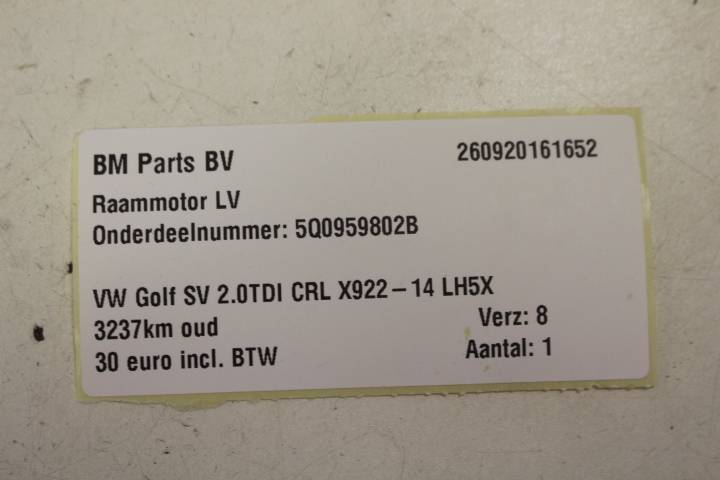 BM Parts BV 260920161652
Raammotor LV
Onderdeelnummer: 5Q0959802B
VW Golf SV 2.0TDI CRL X922-14 LH5X
3237km oud Verz: 8
30 euro incl. BTW Aantal: 1